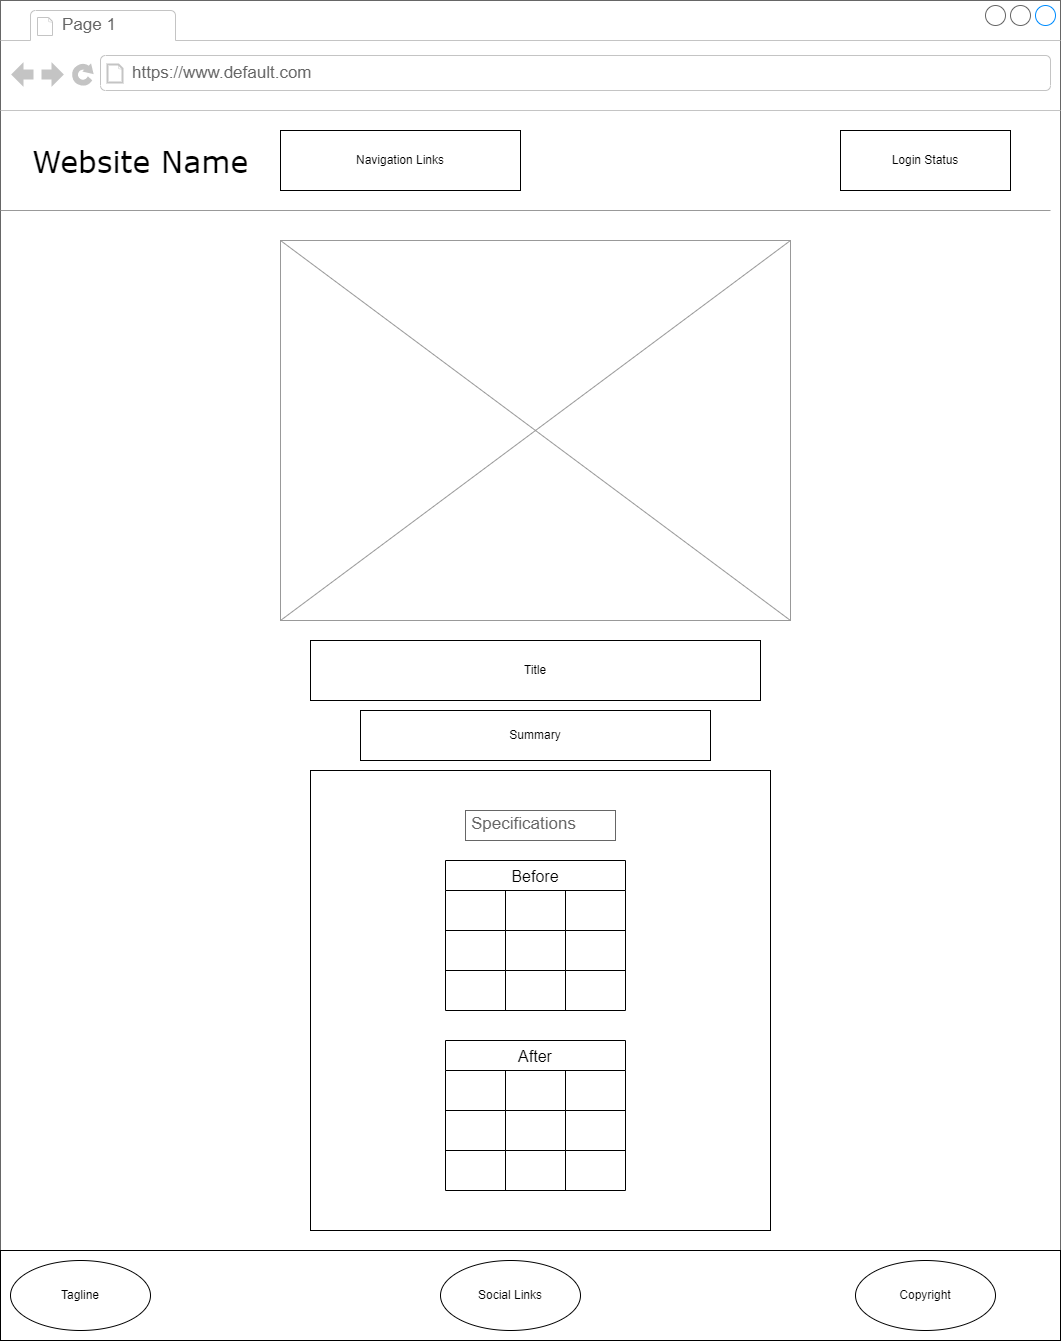 Page 1
https://www.default.com
Website Name
Navigation Links
Login Status
Title
Summary
Specifications
Before
After
Tagline
Social Links
Copyright